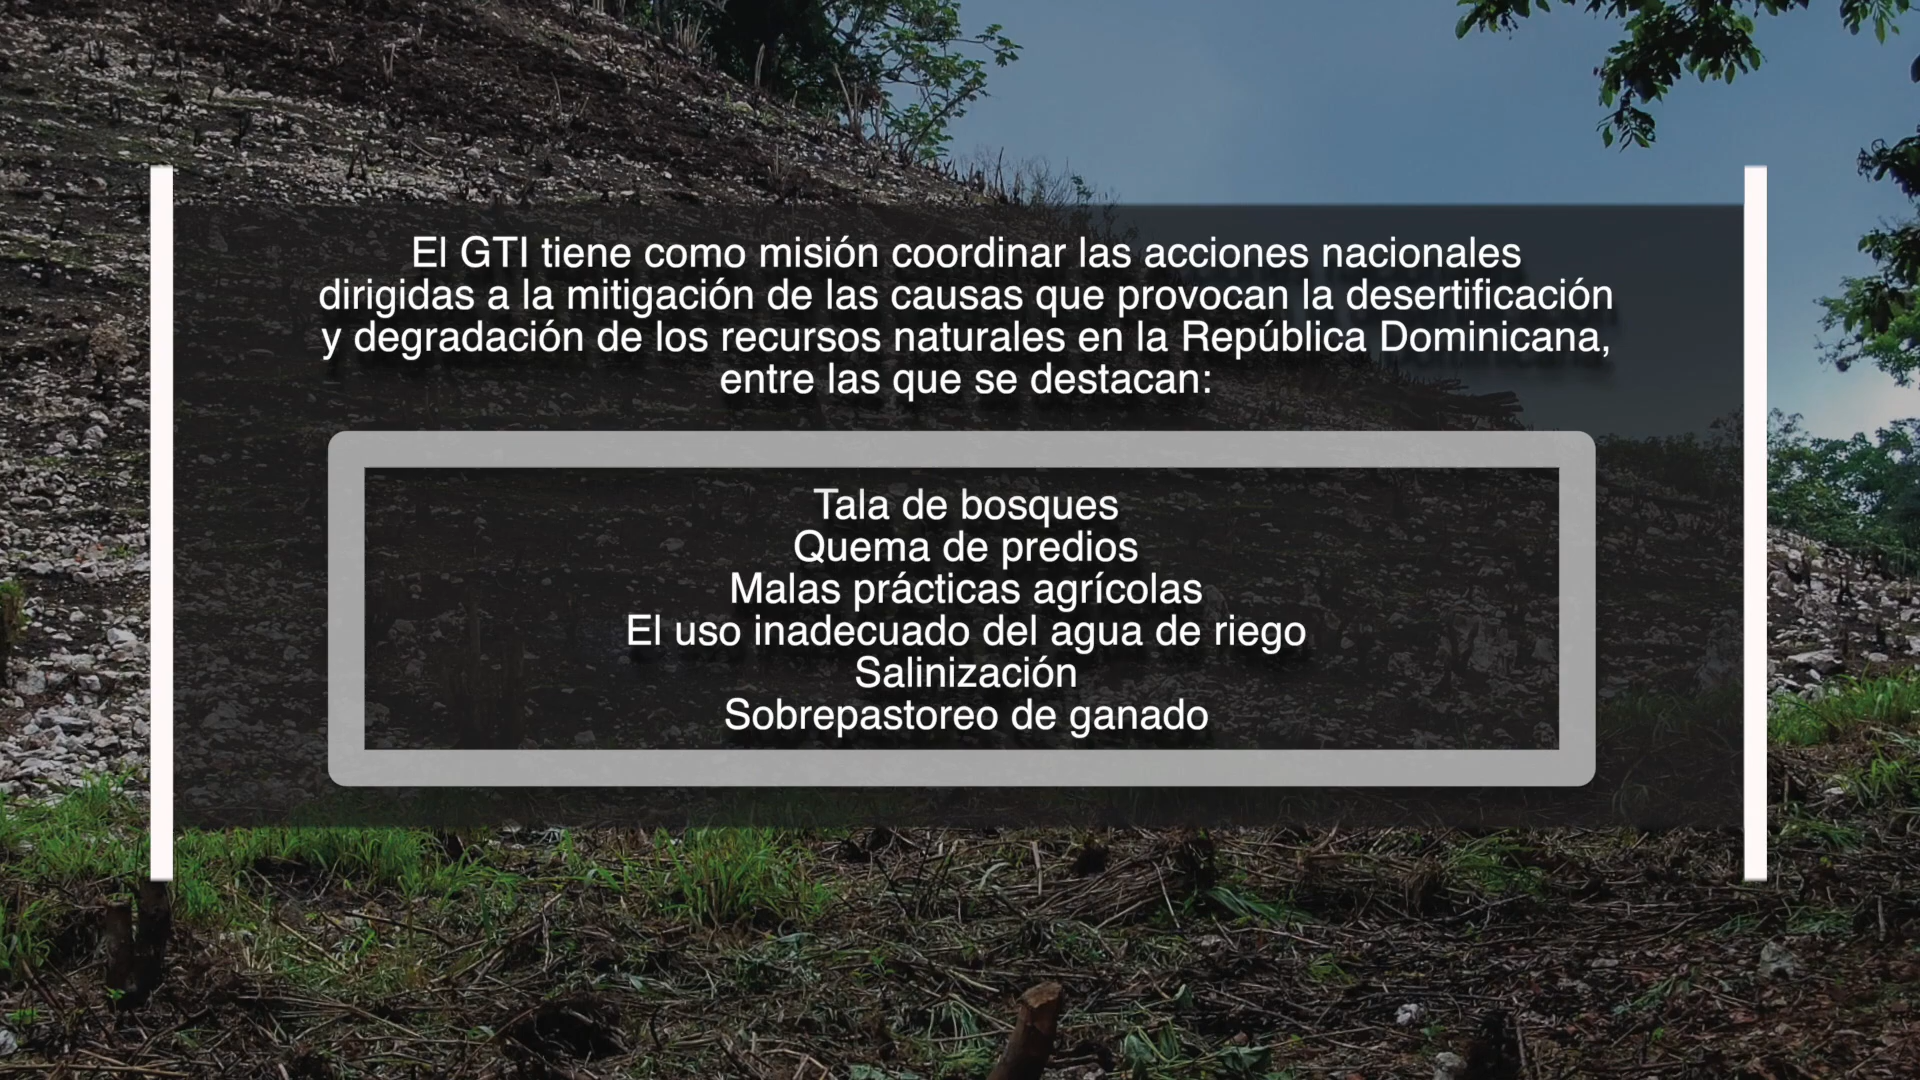 El GTI tiene como misión coordinar las acciones nacionales
dirigidas a la mitigación de las causas que provocan la desertificación
y degradación de los recursos naturales en la República Dominicana,
entre las que se destacan:
Tala de bosques
Quema de predios
Malas prácticas agrícolas
El uso inadecuado del agua de riego
Salinización
Sobrepastoreo de ganado